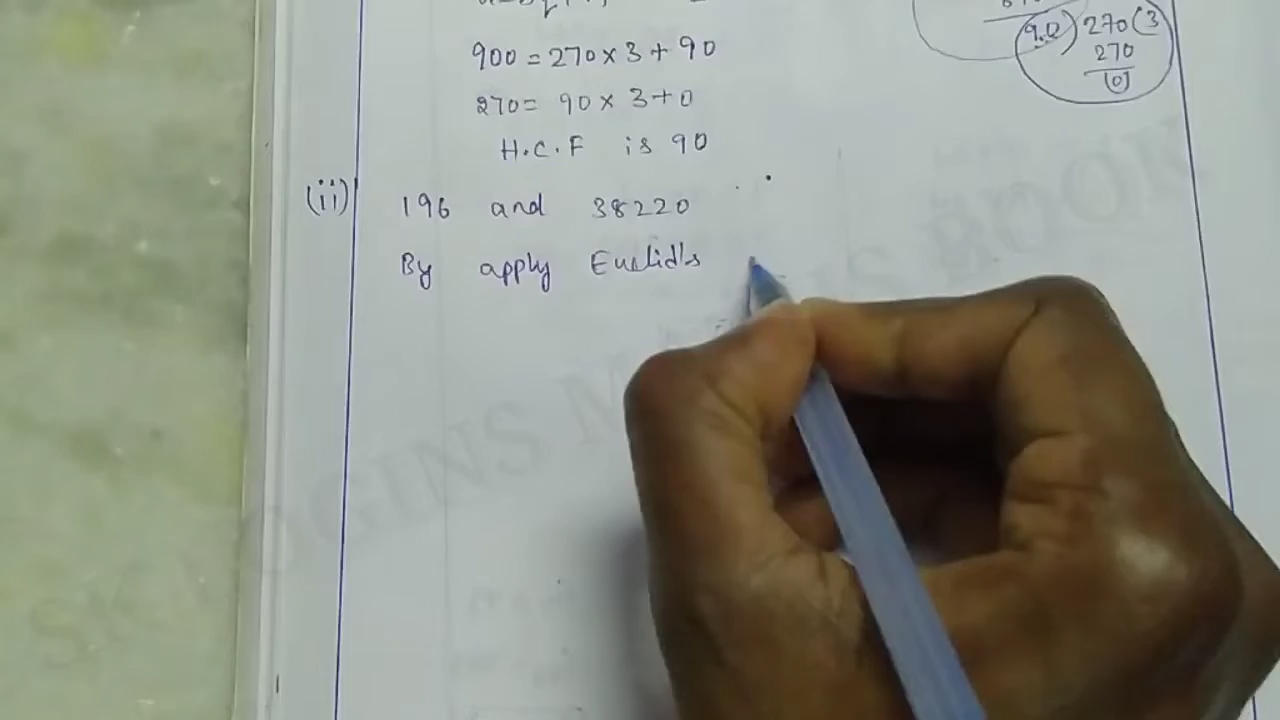 900 = 270 × 3 + 90
270 = 90 × 3 + 0
H.C.F is 90
(ii) 196 and 38220
By apply Euclid's
90) 270 (3
270
0